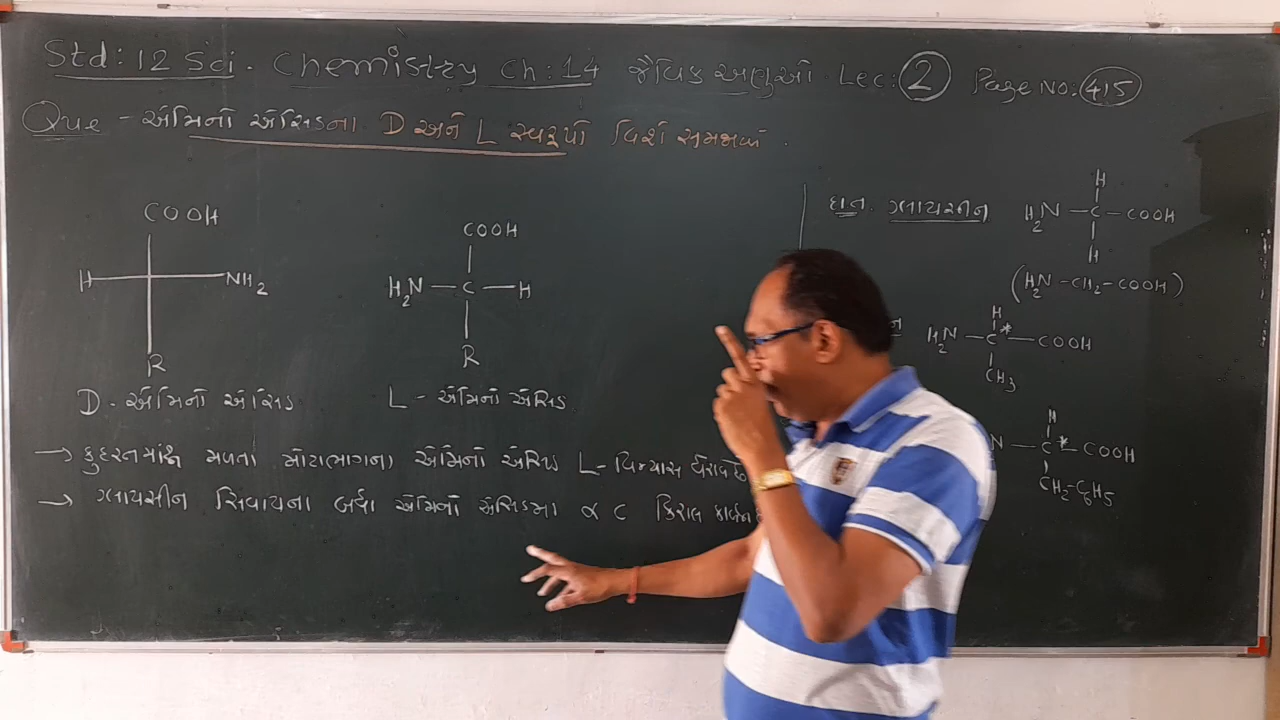 Std: 12 Sci. Chemistry Ch: 14 જૈવિક અણુઓ Lec: 2 Page No: 415
Que - એમિનો એસિડના D અને L સ્વરૂપો વિશે સમજાવો.
COOH
H NH2
R
D - એમિનો એસિડ
COOH
H2N - C - H
R
L - એમિનો એસિડ
→ કુદરતમાં મળતા મોટાભાગના એમિનો એસિડ L - વિન્યાસ ધરાવે છે
→ ગ્લાયસીન સિવાયના બધા એમિનો એસિડમાં α C કિરાલ કાર્બન
દા.ત. ગ્લાયસીન
H
H2N - C - COOH
H
(H2N - CH2 - COOH)
H
H2N - C* - COOH
CH3
H
N - C* - COOH
CH2-C6H5